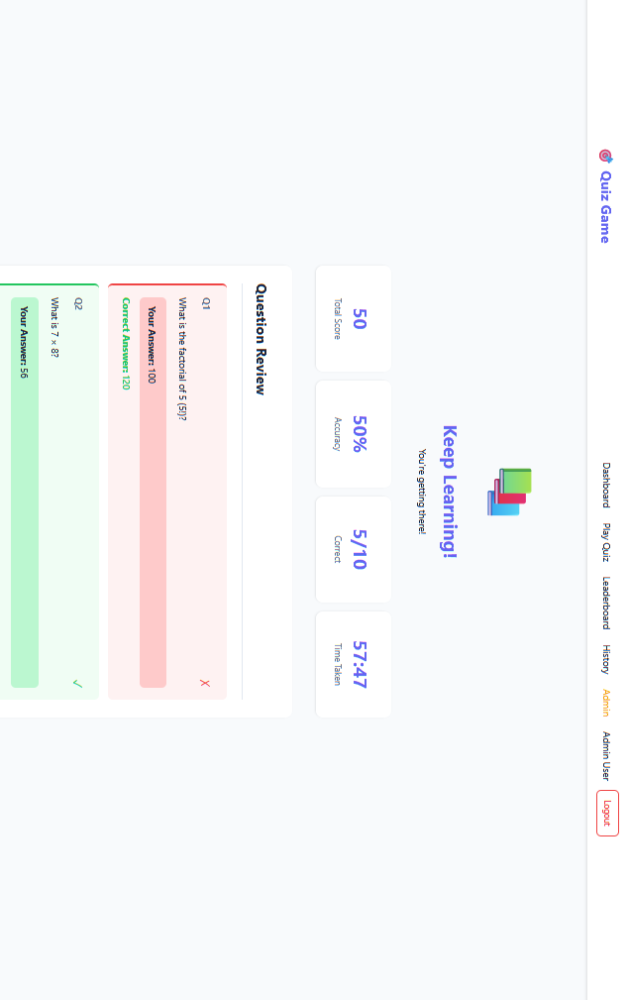 Quiz Game
Dashboard Play Quiz Leaderboard History Admin Admin User Logout
Keep Learning!
You're getting there!
50
Total Score
50%
Accuracy
5/10
Correct
57:47
Time Taken
Question Review
Q1 ✗
What is the factorial of 5 (5!)?
Your Answer: 100
Correct Answer: 120
Q2 ✓
What is 7 × 8?
Your Answer: 56